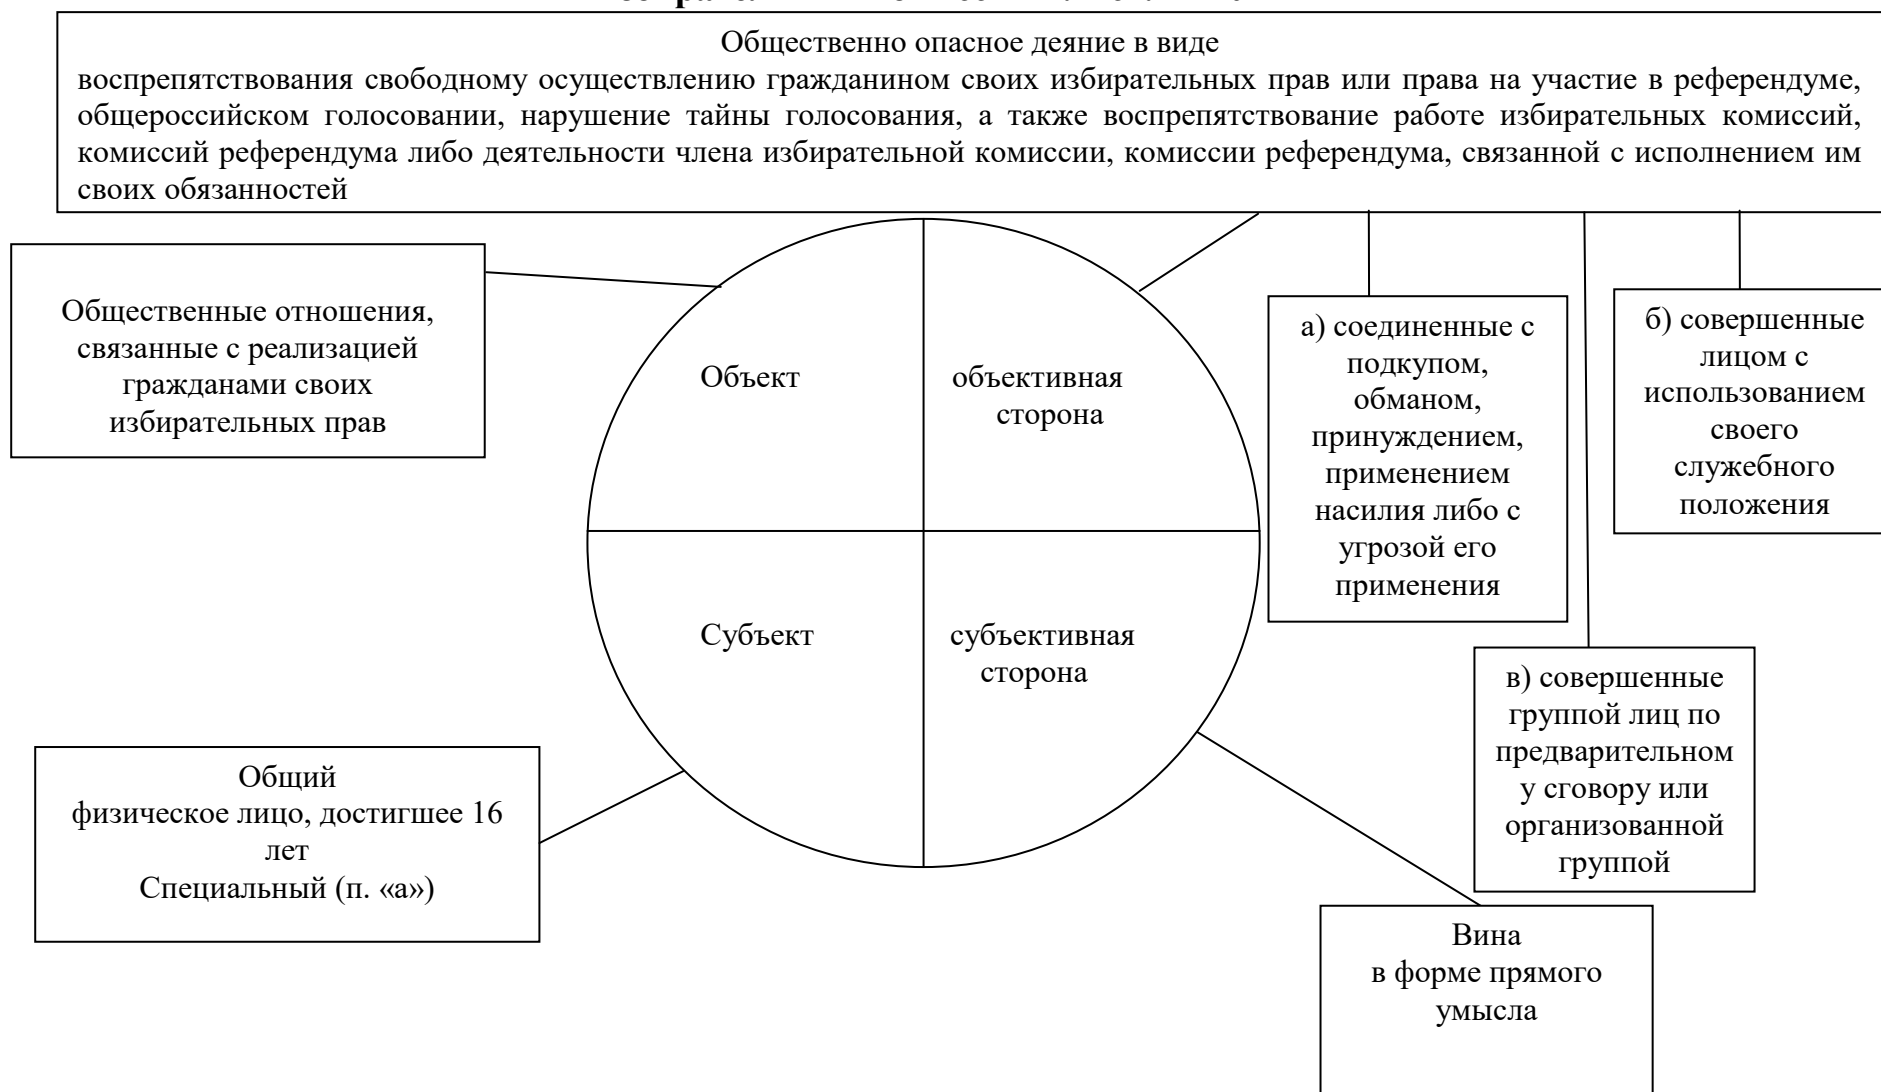 Общественно опасное деяние в виде
воспрепятствования свободному осуществлению гражданином своих избирательных прав или права на участие в референдуме,
общероссийском голосовании, нарушение тайны голосования, а также воспрепятствование работе избирательных комиссий,
комиссий референдума либо деятельности члена избирательной комиссии, комиссии референдума, связанной с исполнением им
своих обязанностей
Общественные отношения,
связанные с реализацией
гражданами своих
избирательных прав
Объект
объективная
сторона
а) соединенные с
подкупом,
обманом,
принуждением,
применением
насилия либо с
угрозой его
применения
б) совершенные
лицом с
использованием
своего
служебного
положения
Субъект
субъективная
сторона
в) совершенные
группой лиц по
предварительном
у сговору или
организованной
группой
Общий
физическое лицо, достигшее 16
лет
Специальный (п. «а»)
Вина
в форме прямого
умысла